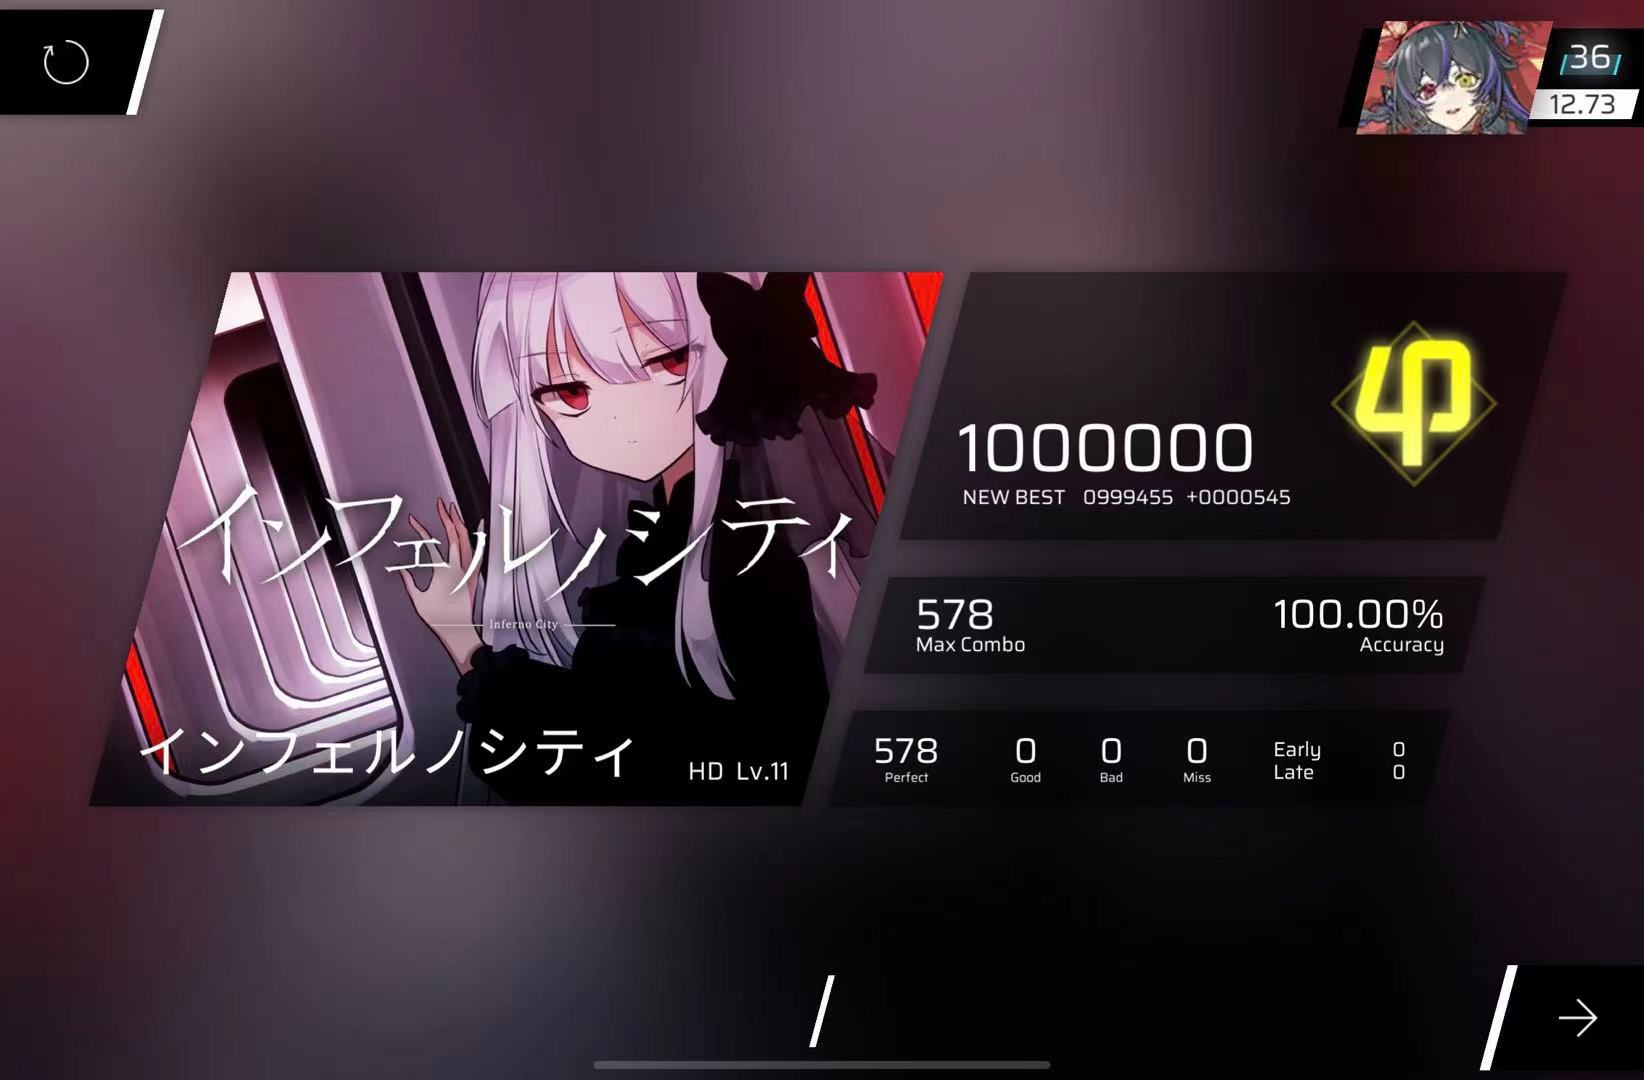 36
12.73
インフェルノシティ
Inferno City
インフェルノシティ
HD Lv.11
φ
1000000
NEW BEST 0999455 +0000545
578
Max Combo
100.00%
Accuracy
578
Perfect
0
Good
0
Bad
0
Miss
Early 0
Late 0